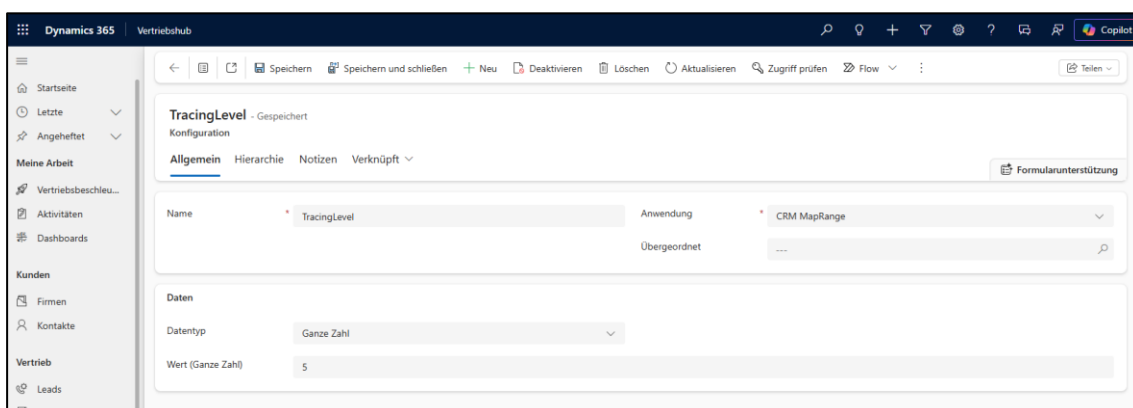 Dynamics 365 Vertriebshub Copilot
Speichern Speichern und schließen Neu Deaktivieren Löschen Aktualisieren Zugriff prüfen Flow Teilen
Startseite
Letzte
Angeheftet
Meine Arbeit
Vertriebsbeschleu...
Aktivitäten
Dashboards
Kunden
Firmen
Kontakte
Vertrieb
Leads
TracingLevel - Gespeichert
Konfiguration
Allgemein Hierarchie Notizen Verknüpft
Formularunterstützung
Name * TracingLevel
Anwendung * CRM MapRange
Übergeordnet ---
Daten
Datentyp Ganze Zahl
Wert (Ganze Zahl) 5